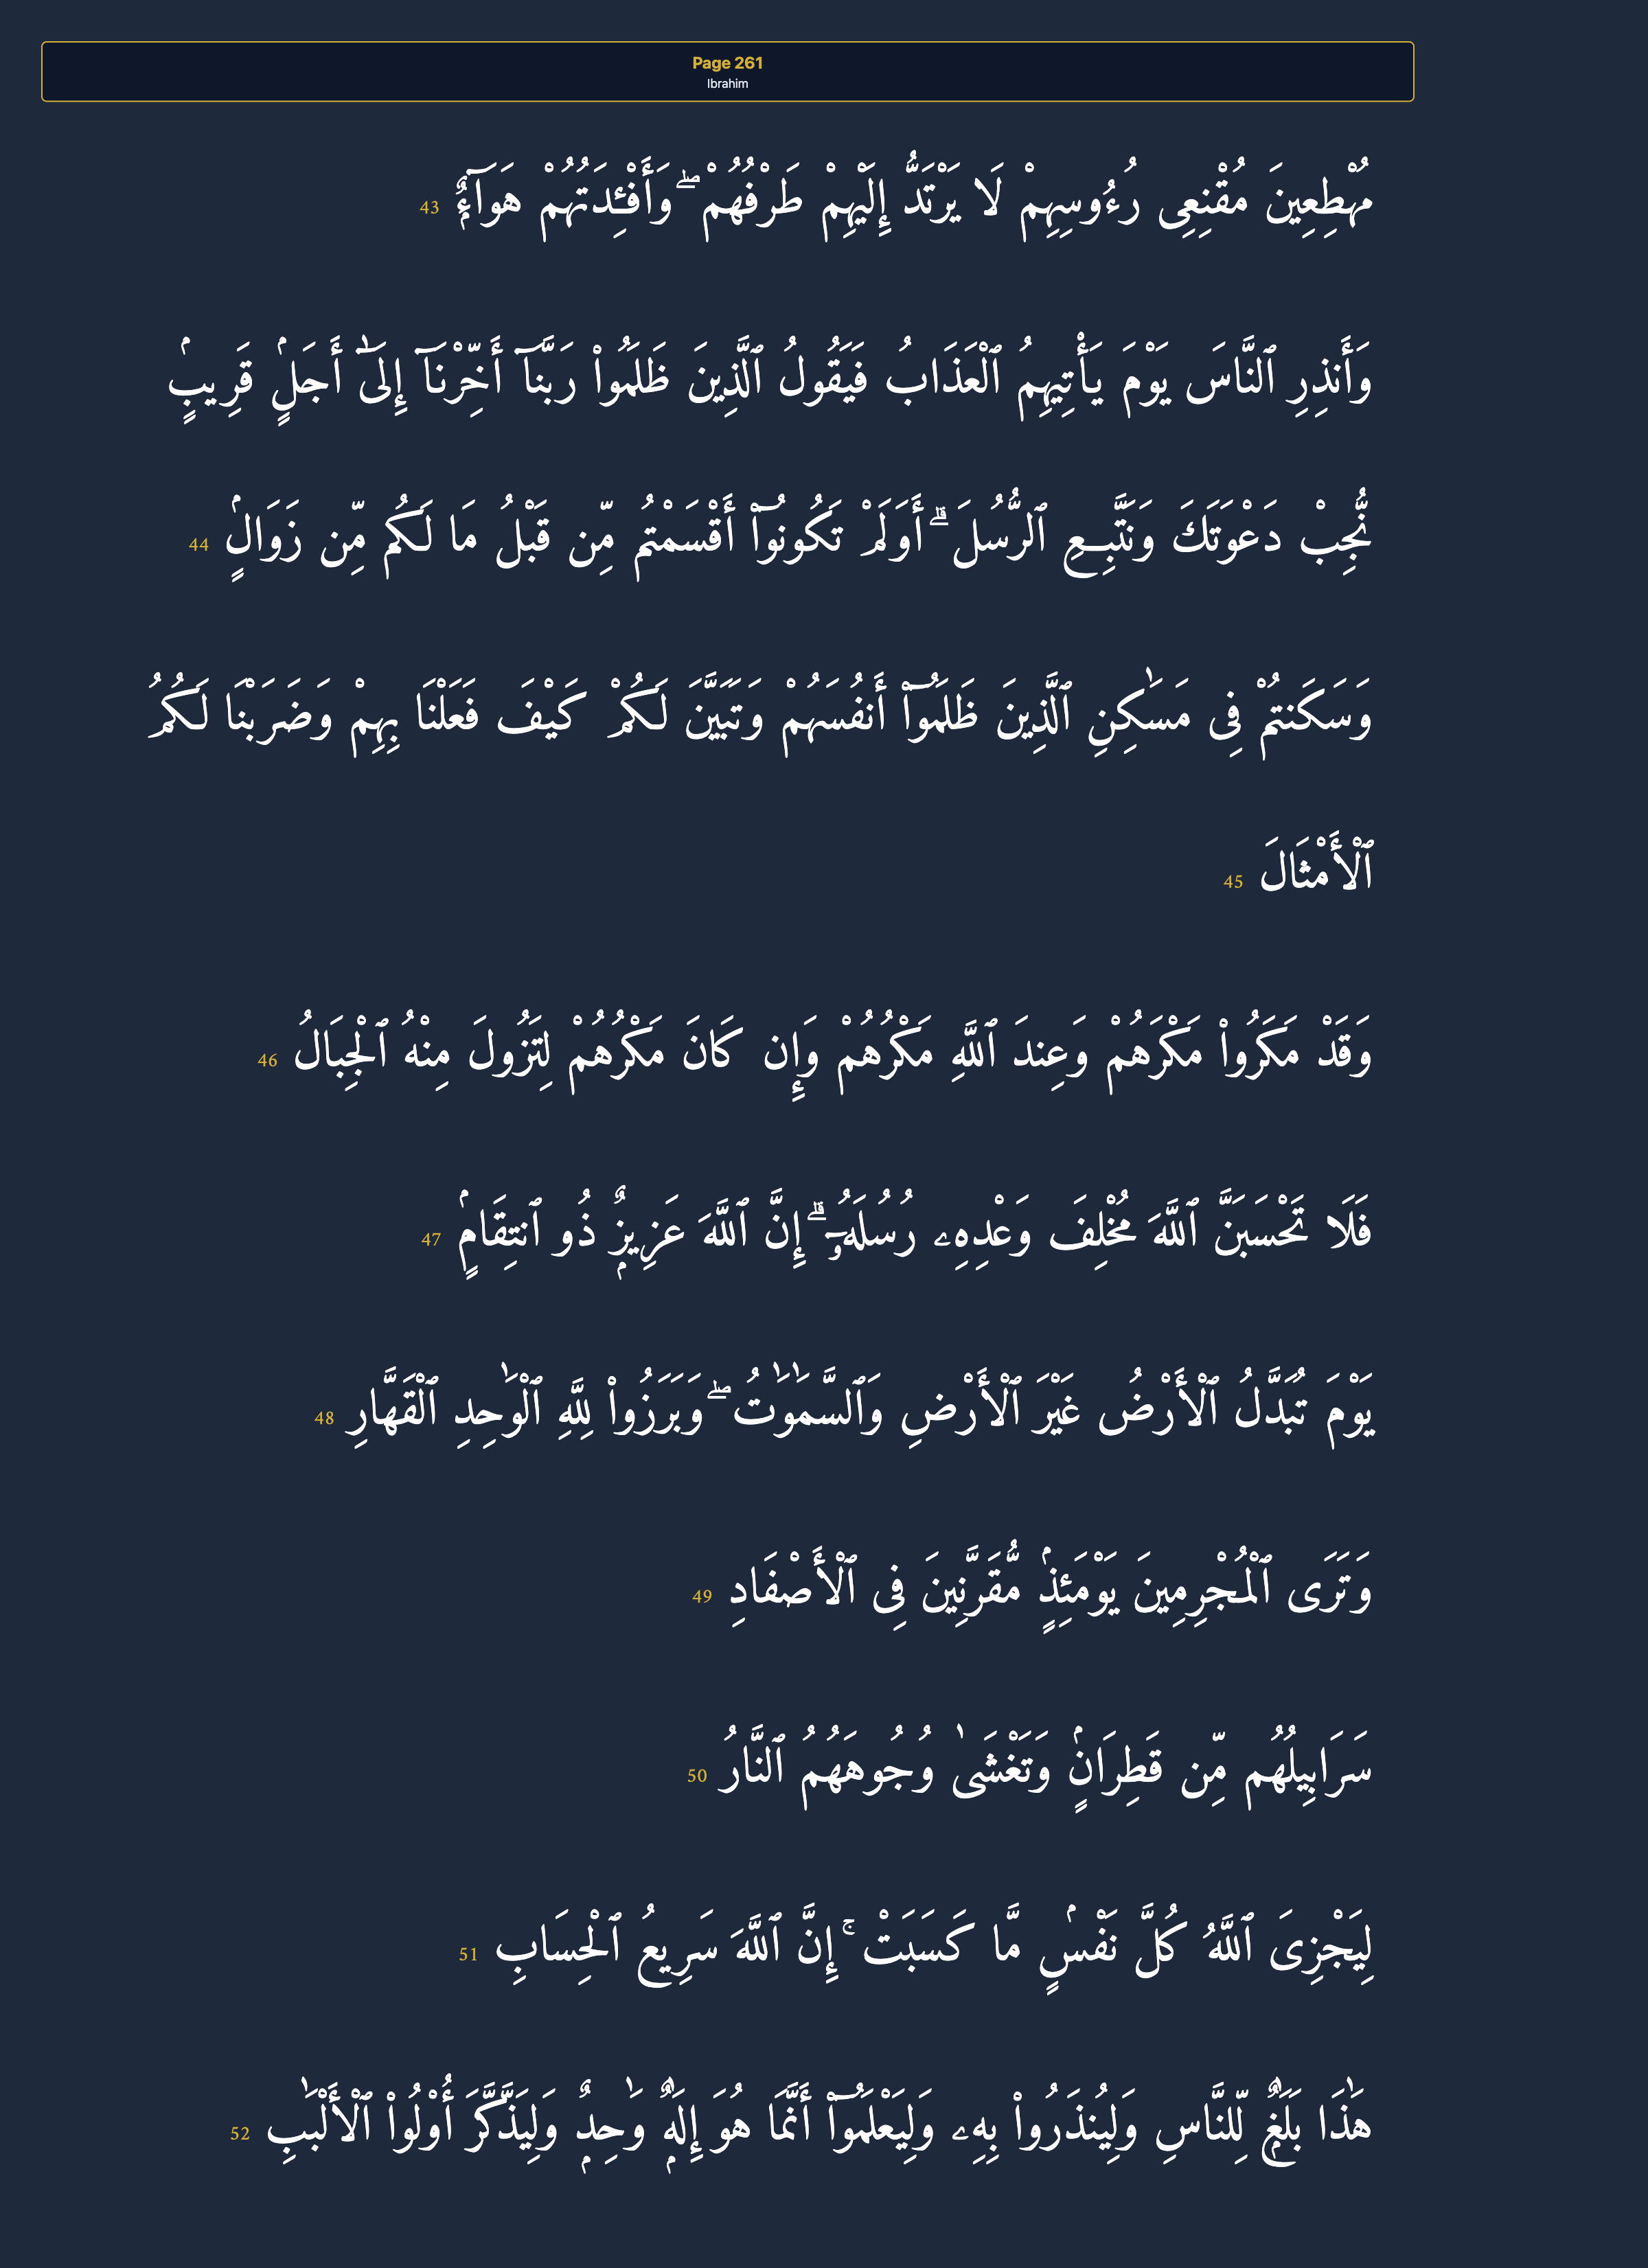 Page 261
Ibrahim
مُهْطِعِينَ مُقْنِعِى رُءُوسِهِمْ لَا يَرْتَدُّ إِلَيْهِمْ طَرْفُهُمْ ۖ وَأَفْـِٔدَتُهُمْ هَوَآءٌۭ 43
وَأَنذِرِ ٱلنَّاسَ يَوْمَ يَأْتِيهِمُ ٱلْعَذَابُ فَيَقُولُ ٱلَّذِينَ ظَلَمُوا۟ رَبَّنَآ أَخِّرْنَآ إِلَىٰٓ أَجَلٍۢ قَرِيبٍۢ
نُّجِبْ دَعْوَتَكَ وَنَتَّبِعِ ٱلرُّسُلَ ۗ أَوَلَمْ تَكُونُوٓا۟ أَقْسَمْتُم مِّن قَبْلُ مَا لَكُم مِّن زَوَالٍۢ 44
وَسَكَنتُمْ فِى مَسَـٰكِنِ ٱلَّذِينَ ظَلَمُوٓا۟ أَنفُسَهُمْ وَتَبَيَّنَ لَكُمْ كَيْفَ فَعَلْنَا بِهِمْ وَضَرَبْنَا لَكُمُ
ٱلْأَمْثَالَ 45
وَقَدْ مَكَرُوا۟ مَكْرَهُمْ وَعِندَ ٱللَّهِ مَكْرُهُمْ وَإِن كَانَ مَكْرُهُمْ لِتَزُولَ مِنْهُ ٱلْجِبَالُ 46
فَلَا تَحْسَبَنَّ ٱللَّهَ مُخْلِفَ وَعْدِهِۦ رُسُلَهُۥٓ ۗ إِنَّ ٱللَّهَ عَزِيزٌۭ ذُو ٱنتِقَامٍۢ 47
يَوْمَ تُبَدَّلُ ٱلْأَرْضُ غَيْرَ ٱلْأَرْضِ وَٱلسَّمَـٰوَٰتُ ۖ وَبَرَزُوا۟ لِلَّهِ ٱلْوَٰحِدِ ٱلْقَهَّارِ 48
وَتَرَى ٱلْمُجْرِمِينَ يَوْمَئِذٍۢ مُّقَرَّنِينَ فِى ٱلْأَصْفَادِ 49
سَرَابِيلُهُم مِّن قَطِرَانٍۢ وَتَغْشَىٰ وُجُوهَهُمُ ٱلنَّارُ 50
لِيَجْزِىَ ٱللَّهُ كُلَّ نَفْسٍۢ مَّا كَسَبَتْ ۚ إِنَّ ٱللَّهَ سَرِيعُ ٱلْحِسَابِ 51
هَـٰذَا بَلَـٰغٌۭ لِّلنَّاسِ وَلِيُنذَرُوا۟ بِهِۦ وَلِيَعْلَمُوٓا۟ أَنَّمَا هُوَ إِلَـٰهٌۭ وَٰحِدٌۭ وَلِيَذَّكَّرَ أُو۟لُوا۟ ٱلْأَلْبَـٰبِ 52